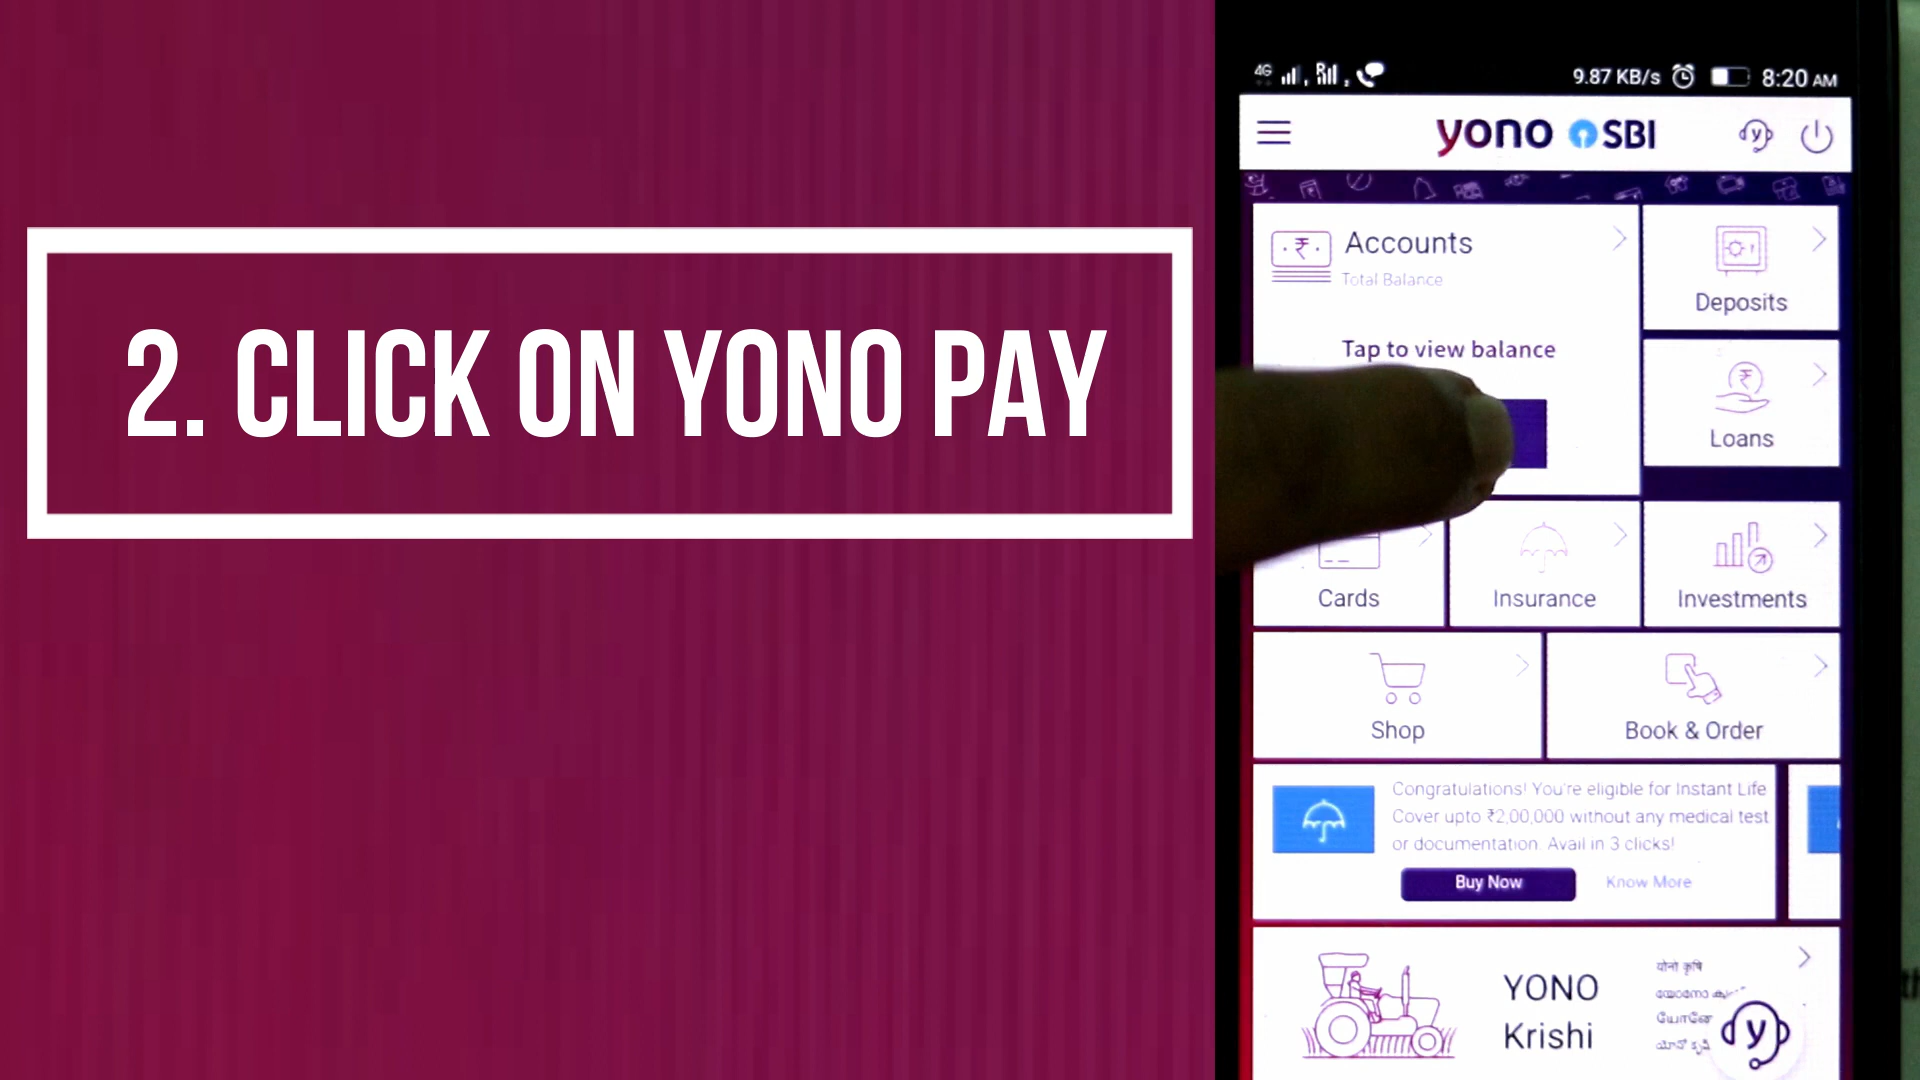 2. CLICK ON YONO PAY
4G
R
9.87 KB/s
8:20 AM
yono SBI
Accounts
Total Balance
Tap to view balance
Deposits
Loans
Cards
Insurance
Investments
Shop
Book & Order
Congratulations! You're eligible for Instant Life
Cover upto ₹2,00,000 without any medical test
or documentation. Avail in 3 clicks!
Buy Now
Know More
YONO
Krishi
योनो कृषि
യോനോ
யோனோ
y